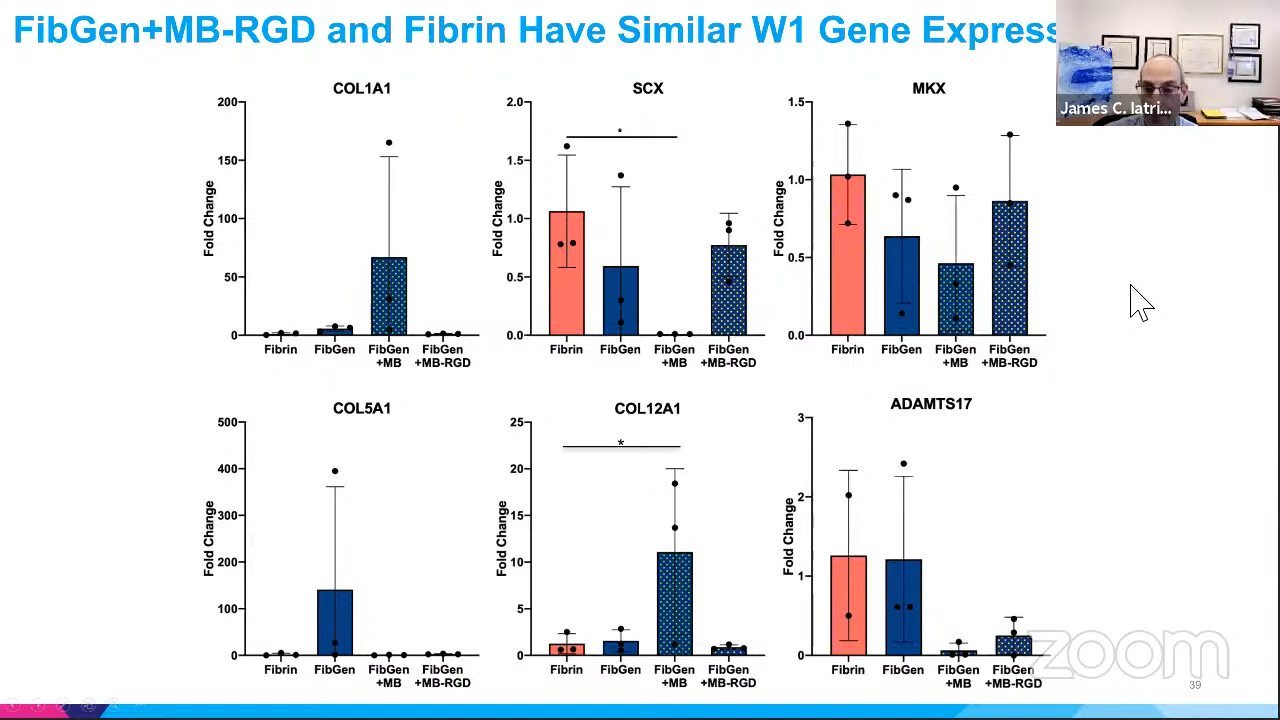 FibGen+MB-RGD and Fibrin Have Similar W1 Gene Express
James C. Iatri...
COL1A1
Fold Change
200
150
100
50
0
Fibrin
FibGen
FibGen
+MB
FibGen
+MB-RGD
SCX
Fold Change
2.0
1.5
1.0
0.5
0.0
*
Fibrin
FibGen
FibGen
+MB
FibGen
+MB-RGD
MKX
Fold Change
1.5
1.0
0.5
0.0
Fibrin
FibGen
FibGen
+MB
FibGen
+MB-RGD
COL5A1
Fold Change
500
400
300
200
100
0
Fibrin
FibGen
FibGen
+MB
FibGen
+MB-RGD
COL12A1
Fold Change
25
20
15
10
5
0
*
Fibrin
FibGen
FibGen
+MB
FibGen
+MB-RGD
ADAMTS17
Fold Change
3
2
1
0
Fibrin
FibGen
FibGen
+MB
FibGen
+MB-RGD
zoom
39